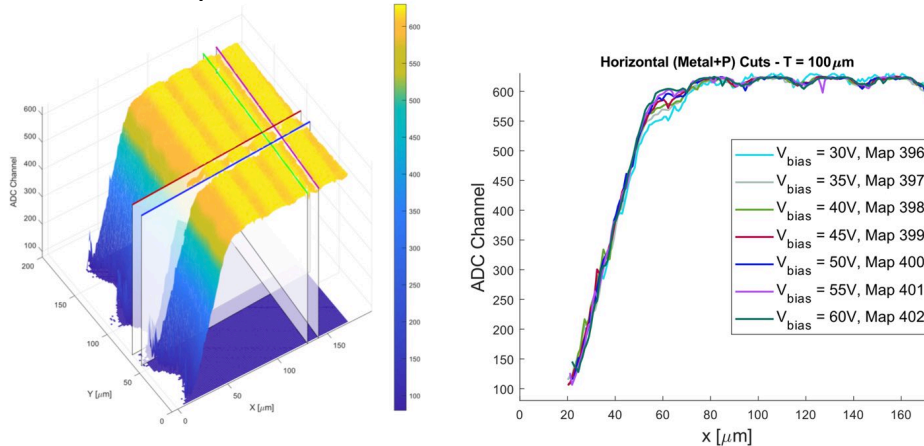 600
550
500
450
400
350
300
250
200
150
100
600
500
400
300
200
100
ADC Channel
200
150
100
50
0
Y [μm]
0
50
100
150
X [μm]
Horizontal (Metal+P) Cuts - T = 100μm
600
550
500
450
400
350
300
250
200
150
100
ADC Channel
0 20 40 60 80 100 120 140 160
x [μm]
V_bias = 30V, Map 396
V_bias = 35V, Map 397
V_bias = 40V, Map 398
V_bias = 45V, Map 399
V_bias = 50V, Map 400
V_bias = 55V, Map 401
V_bias = 60V, Map 402